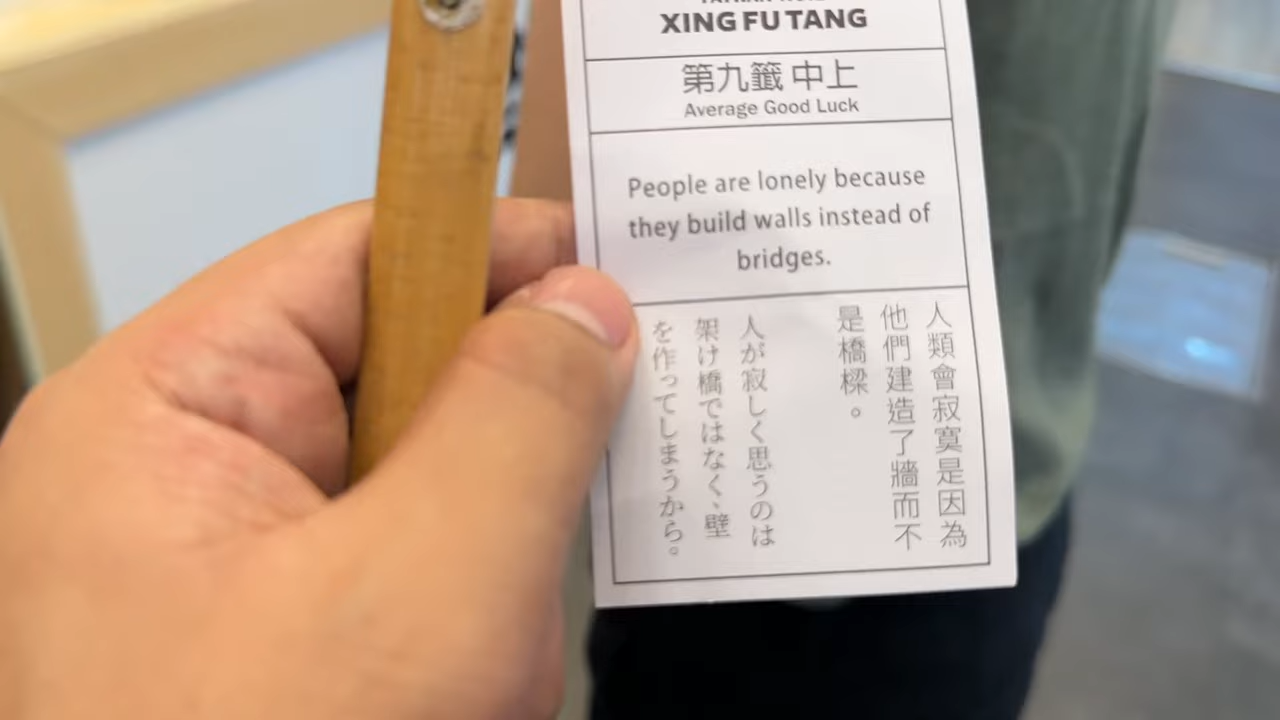 XING FU TANG
第九籤 中上
Average Good Luck
People are lonely because
they build walls instead of
bridges.
人類會寂寞是因為
他們建造了牆而不
是橋樑。
人が寂しく思うのは
架け橋ではなく、壁
を作ってしまうから。